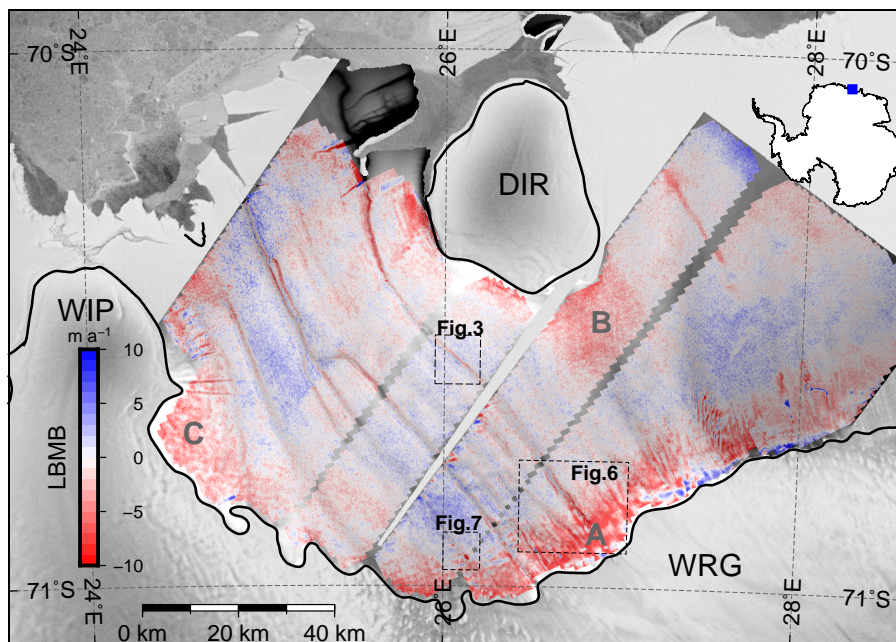 24°E
26°E
28°E
70°S
70°S
DIR
WIP
m a⁻¹
10
5
0
−5
−10
LBMB
B
C
Fig.3
Fig.6
Fig.7
A
WRG
71°S
71°S
24°E
26°E
28°E
0 km
20 km
40 km